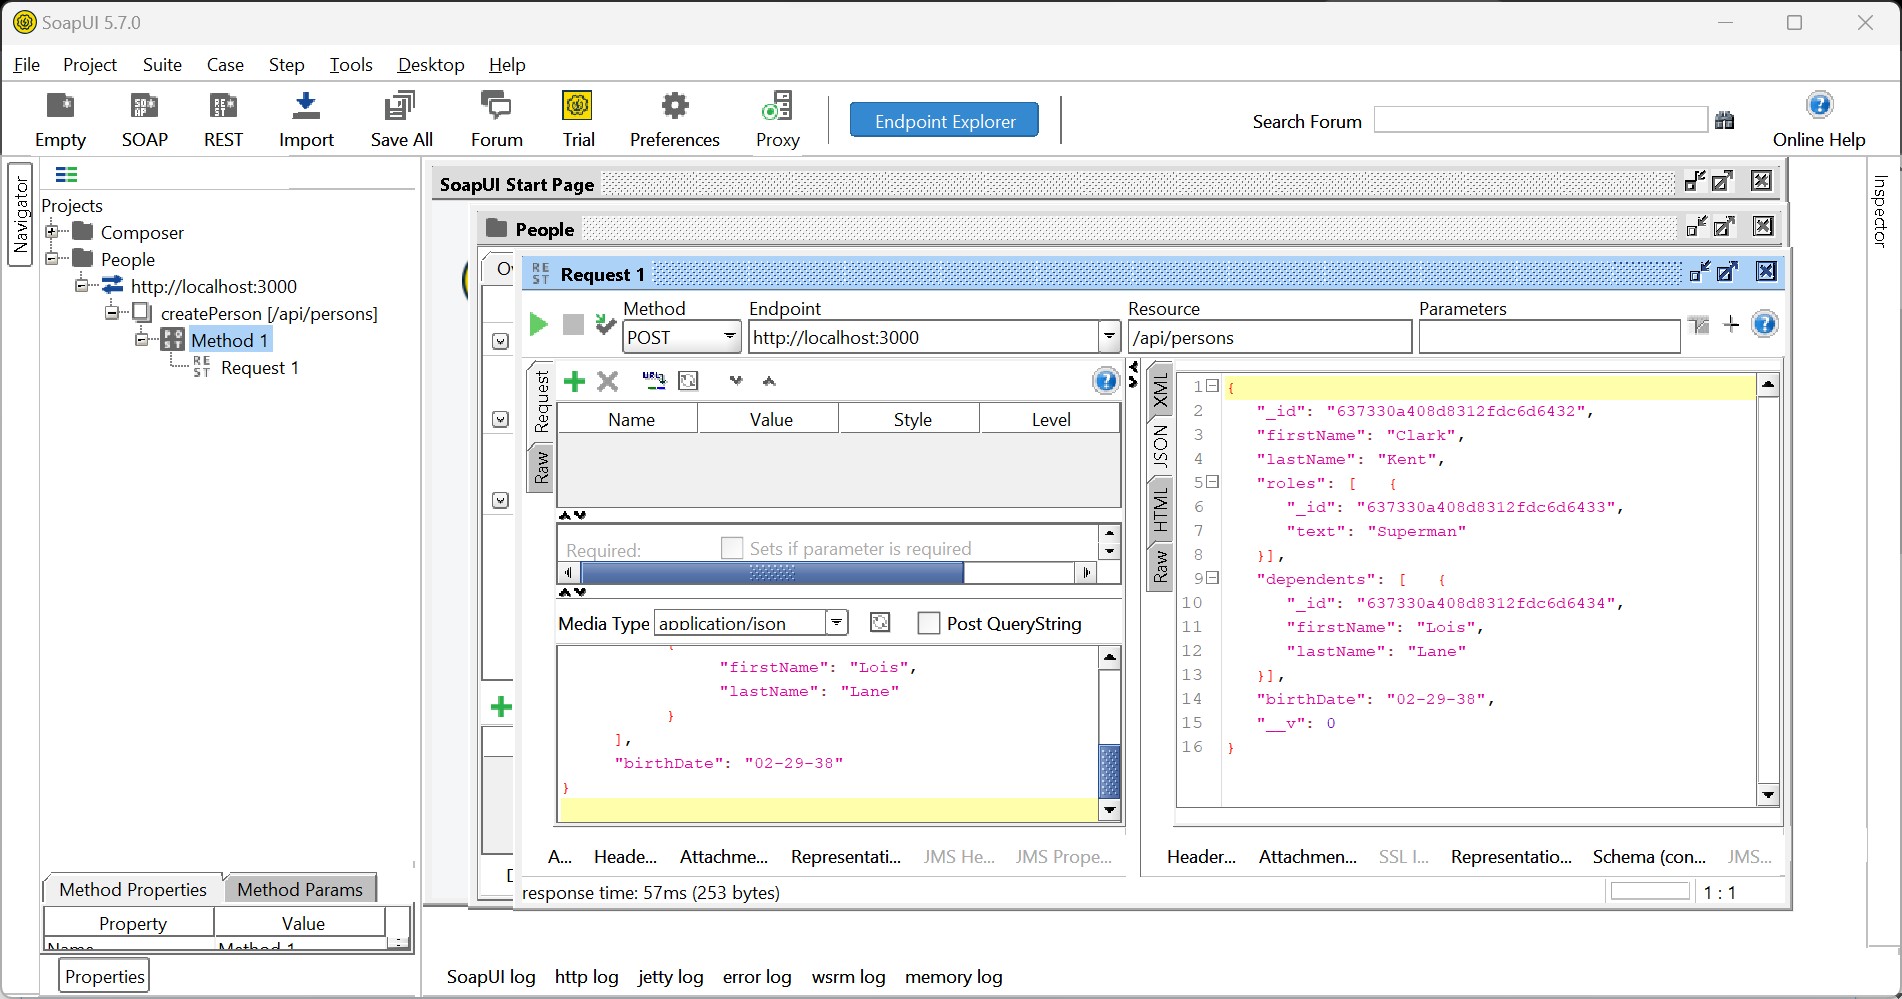 SoapUI 5.7.0
File Project Suite Case Step Tools Desktop Help
Empty SOAP REST Import Save All Forum Trial Preferences Proxy Endpoint Explorer Search Forum Online Help
Navigator
Projects
Composer
People
http://localhost:3000
createPerson [/api/persons]
Method 1
Request 1
Method Properties Method Params
Property Value
Name Method 1
Properties
SoapUI Start Page
People
Request 1
Method Endpoint Resource Parameters
POST http://localhost:3000 /api/persons
Request
Raw
Name Value Style Level
Required: Sets if parameter is required
Media Type application/json Post QueryString
{
"firstName": "Lois",
"lastName": "Lane"
}
],
"birthDate": "02-29-38"
}
A... Heade... Attachme... Representati... JMS He... JMS Prope...
XML
JSON
HTML
Raw
1 {
2 "_id": "637330a408d8312fdc6d6432",
3 "firstName": "Clark",
4 "lastName": "Kent",
5 "roles": [ {
6 "_id": "637330a408d8312fdc6d6433",
7 "text": "Superman"
8 }],
9 "dependents": [ {
10 "_id": "637330a408d8312fdc6d6434",
11 "firstName": "Lois",
12 "lastName": "Lane"
13 }],
14 "birthDate": "02-29-38",
15 "__v": 0
16 }
Header... Attachmen... SSL I... Representatio... Schema (con... JMS...
response time: 57ms (253 bytes)
1 : 1
Inspector
SoapUI log http log jetty log error log wsrm log memory log